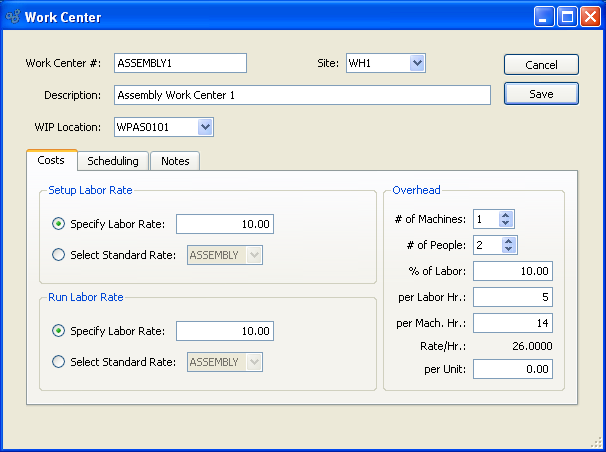 Work Center
Work Center #: ASSEMBLY1 Site: WH1 Cancel
Description: Assembly Work Center 1 Save
WIP Location: WPAS0101
Costs Scheduling Notes
Setup Labor Rate
Specify Labor Rate: 10.00
Select Standard Rate: ASSEMBLY
Run Labor Rate
Specify Labor Rate: 10.00
Select Standard Rate: ASSEMBLY
Overhead
# of Machines: 1
# of People: 2
% of Labor: 10.00
per Labor Hr.: 5
per Mach. Hr.: 14
Rate/Hr.: 26.0000
per Unit: 0.00